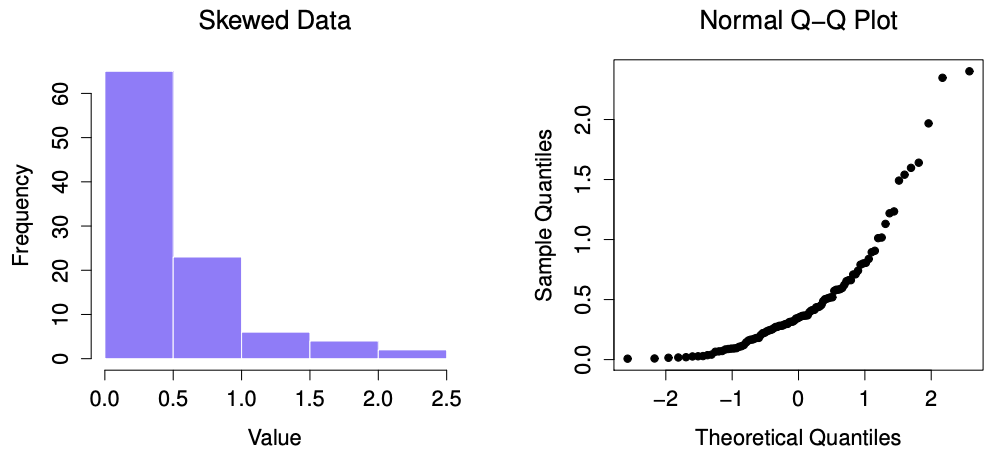 Skewed Data
Frequency
0 10 20 30 40 50 60
0.0 0.5 1.0 1.5 2.0 2.5
Value
Normal Q−Q Plot
Sample Quantiles
0.0 0.5 1.0 1.5 2.0
−2 −1 0 1 2
Theoretical Quantiles